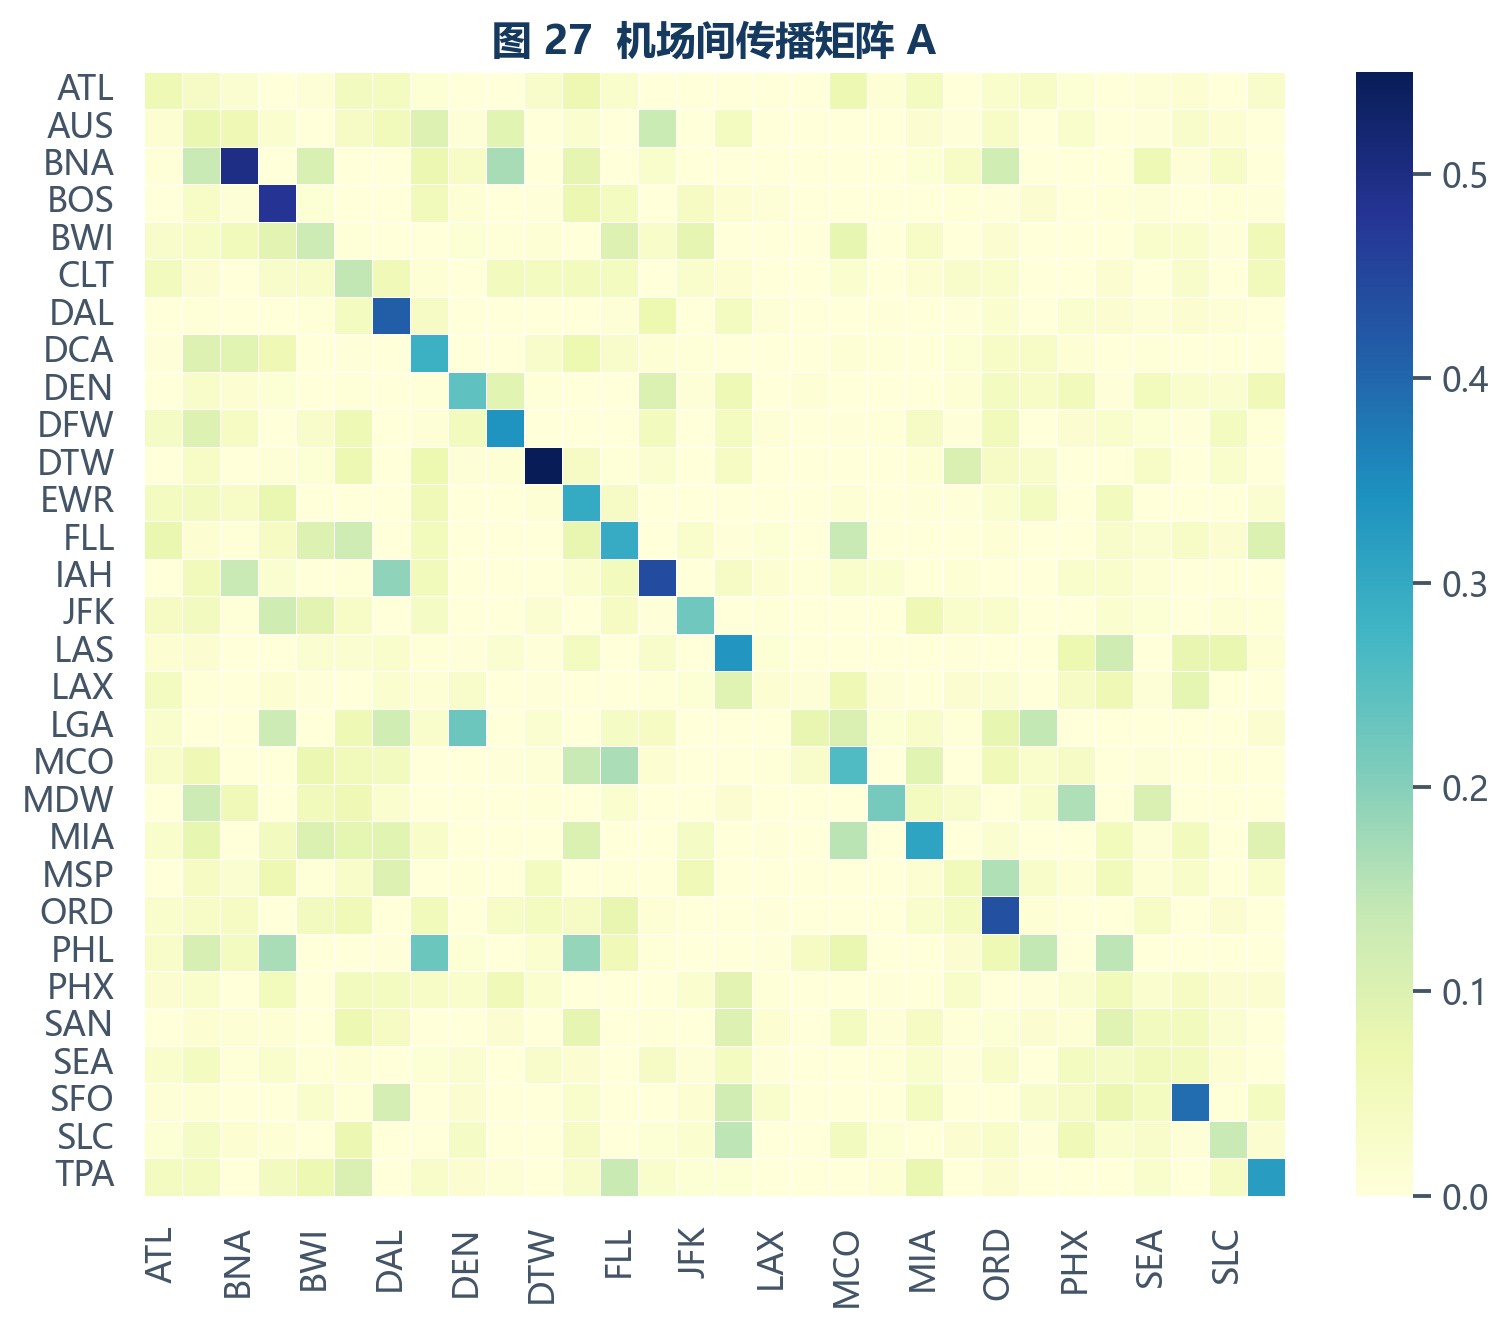 图 27 机场间传播矩阵 A
ATL
AUS
BNA
BOS
BWI
CLT
DAL
DCA
DEN
DFW
DTW
EWR
FLL
IAH
JFK
LAS
LAX
LGA
MCO
MDW
MIA
MSP
ORD
PHL
PHX
SAN
SEA
SFO
SLC
TPA
ATL BNA BWI DAL DEN DTW FLL JFK LAX MCO MIA ORD PHX SEA SLC
0.5
0.4
0.3
0.2
0.1
0.0